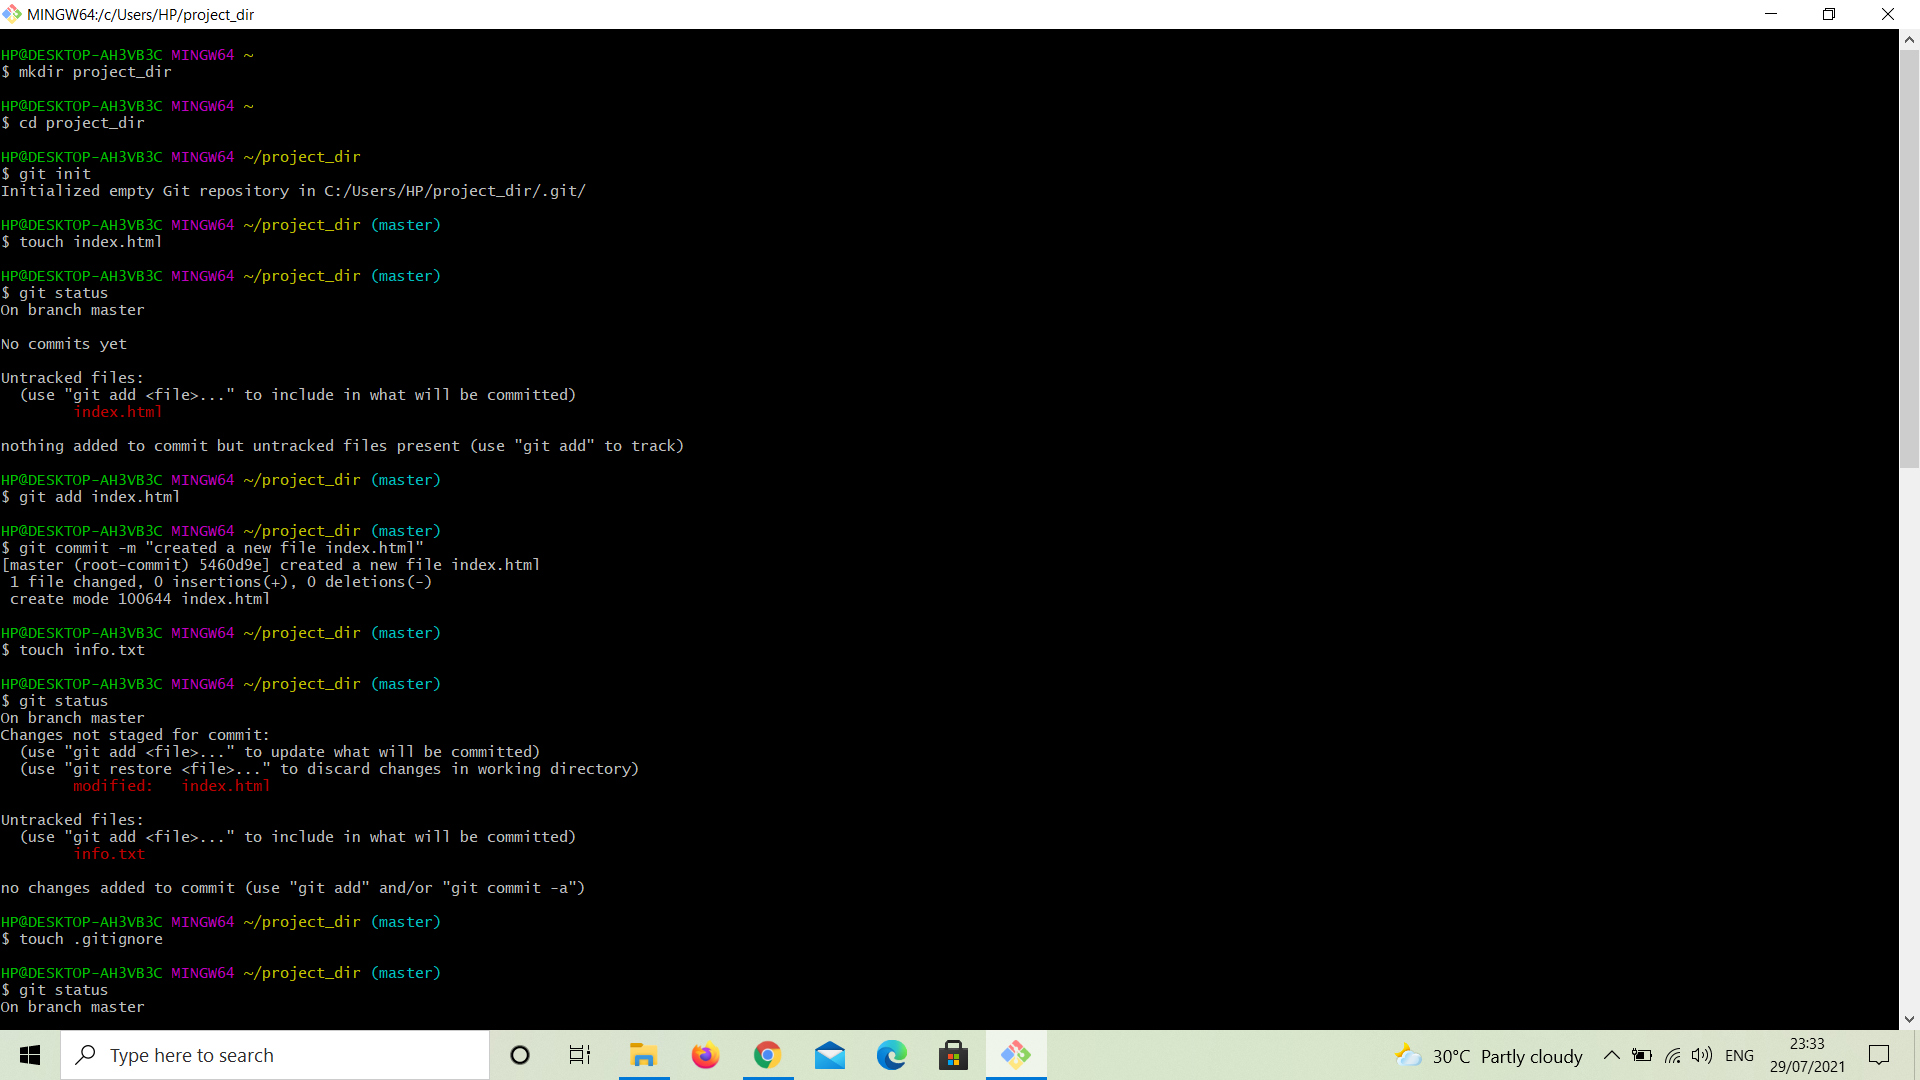 MINGW64:/c/Users/HP/project_dir
HP@DESKTOP-AH3VB3C MINGW64 ~
$ mkdir project_dir
HP@DESKTOP-AH3VB3C MINGW64 ~
$ cd project_dir
HP@DESKTOP-AH3VB3C MINGW64 ~/project_dir
$ git init
Initialized empty Git repository in C:/Users/HP/project_dir/.git/
HP@DESKTOP-AH3VB3C MINGW64 ~/project_dir (master)
$ touch index.html
HP@DESKTOP-AH3VB3C MINGW64 ~/project_dir (master)
$ git status
On branch master
No commits yet
Untracked files:
  (use "git add <file>..." to include in what will be committed)
        index.html
nothing added to commit but untracked files present (use "git add" to track)
HP@DESKTOP-AH3VB3C MINGW64 ~/project_dir (master)
$ git add index.html
HP@DESKTOP-AH3VB3C MINGW64 ~/project_dir (master)
$ git commit -m "created a new file index.html"
[master (root-commit) 5460d9e] created a new file index.html
 1 file changed, 0 insertions(+), 0 deletions(-)
 create mode 100644 index.html
HP@DESKTOP-AH3VB3C MINGW64 ~/project_dir (master)
$ touch info.txt
HP@DESKTOP-AH3VB3C MINGW64 ~/project_dir (master)
$ git status
On branch master
Changes not staged for commit:
  (use "git add <file>..." to update what will be committed)
  (use "git restore <file>..." to discard changes in working directory)
        modified:   index.html
Untracked files:
  (use "git add <file>..." to include in what will be committed)
        info.txt
no changes added to commit (use "git add" and/or "git commit -a")
HP@DESKTOP-AH3VB3C MINGW64 ~/project_dir (master)
$ touch .gitignore
HP@DESKTOP-AH3VB3C MINGW64 ~/project_dir (master)
$ git status
On branch master
Type here to search
30°C Partly cloudy
ENG
23:33
29/07/2021